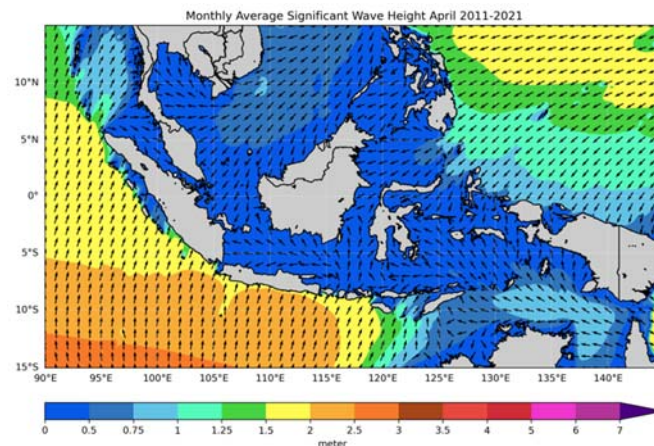 Monthly Average Significant Wave Height April 2011-2021
10°N
5°N
0°
5°S
10°S
15°S
90°E 95°E 100°E 105°E 110°E 115°E 120°E 125°E 130°E 135°E 140°E
0 0.5 0.75 1 1.25 1.5 2 2.5 3 3.5 4 5 6 7
meter